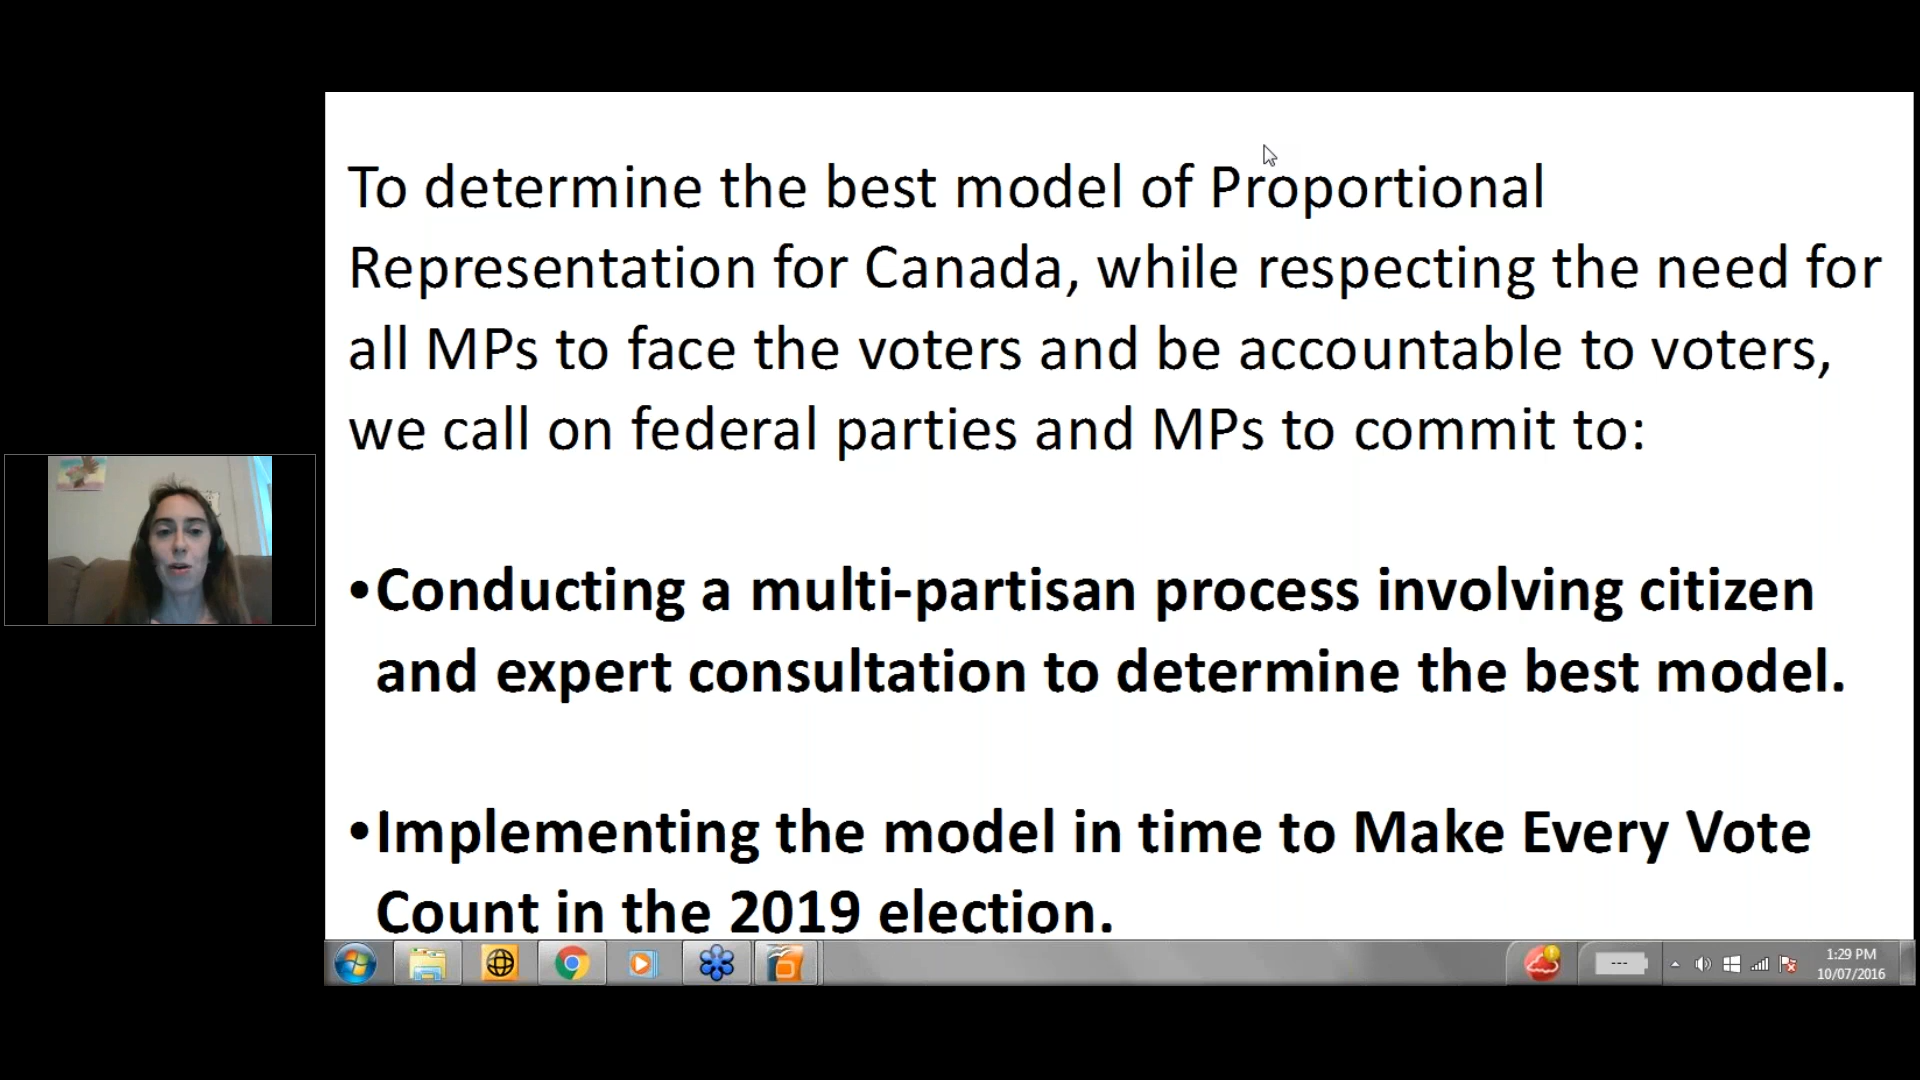 To determine the best model of Proportional
Representation for Canada, while respecting the need for
all MPs to face the voters and be accountable to voters,
we call on federal parties and MPs to commit to:
•Conducting a multi-partisan process involving citizen
and expert consultation to determine the best model.
•Implementing the model in time to Make Every Vote
Count in the 2019 election.
---
1:29 PM
10/07/2016